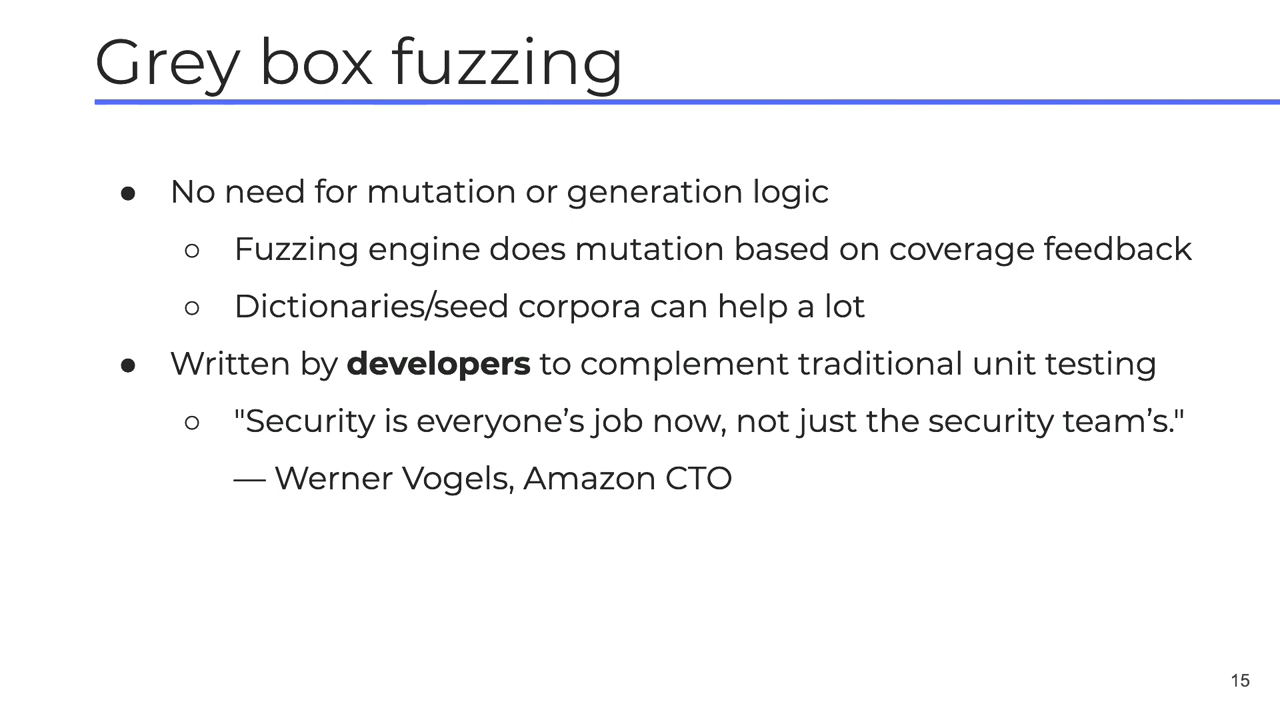 Grey box fuzzing
● No need for mutation or generation logic
○ Fuzzing engine does mutation based on coverage feedback
○ Dictionaries/seed corpora can help a lot
● Written by developers to complement traditional unit testing
○ "Security is everyone’s job now, not just the security team’s."
— Werner Vogels, Amazon CTO
15